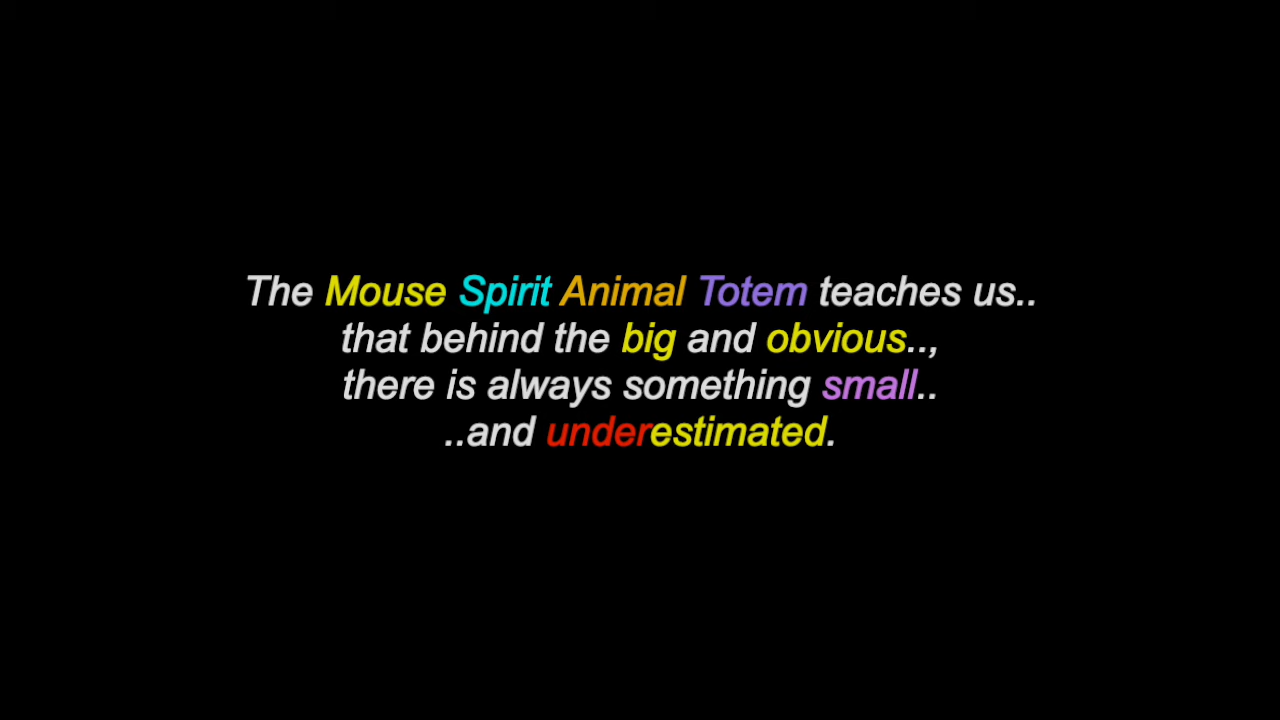 The Mouse Spirit Animal Totem teaches us..
that behind the big and obvious..,
there is always something small..
..and underestimated.